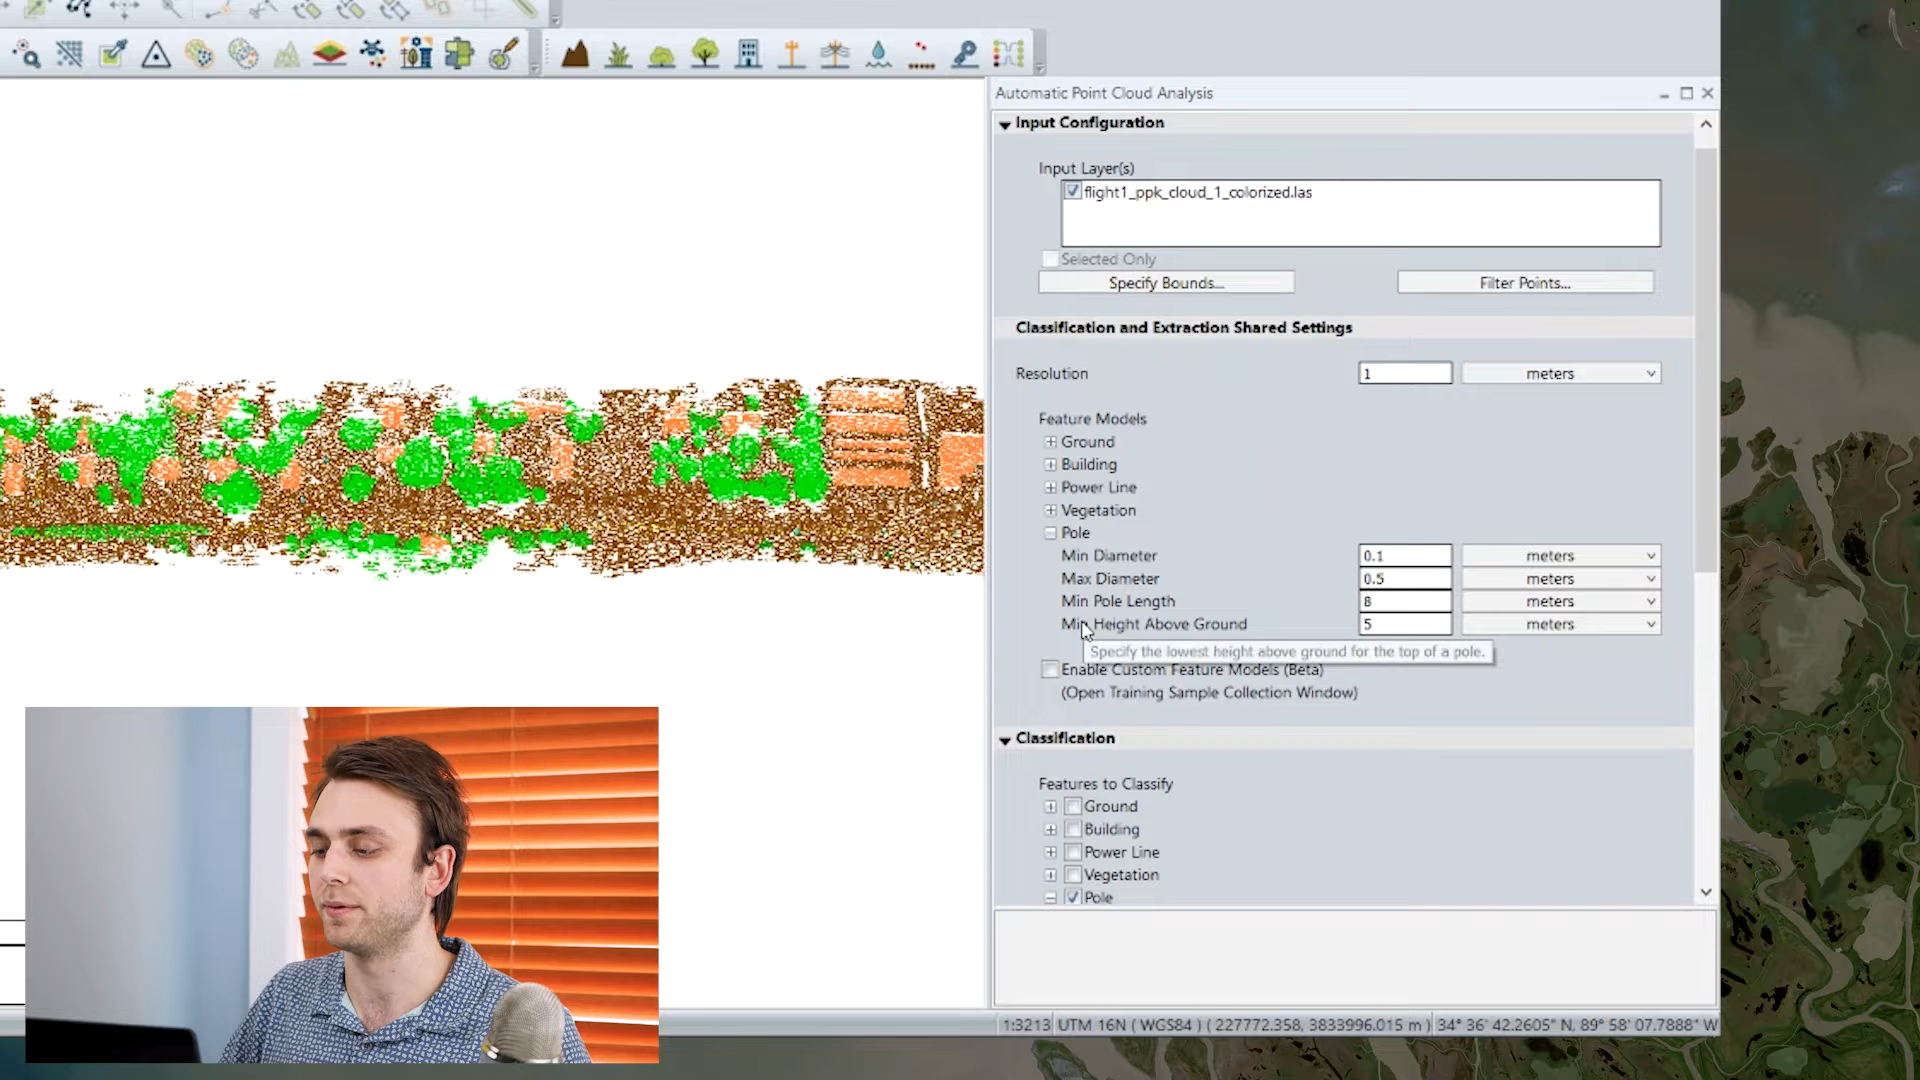 Automatic Point Cloud Analysis
Input Configuration
Input Layer(s)
flight1_ppk_cloud_1_colorized.las
Selected Only
Specify Bounds...
Filter Points...
Classification and Extraction Shared Settings
Resolution 1 meters
Feature Models
Ground
Building
Power Line
Vegetation
Pole
Min Diameter 0.1 meters
Max Diameter 0.5 meters
Min Pole Length 8 meters
Min Height Above Ground 5 meters
Specify the lowest height above ground for the top of a pole.
Enable Custom Feature Models (Beta)
(Open Training Sample Collection Window)
Classification
Features to Classify
Ground
Building
Power Line
Vegetation
Pole
1:3213 UTM 16N ( WGS84 ) ( 227772.358, 3833996.015 m ) 34° 36' 42.2605" N, 89° 58' 07.7888" W